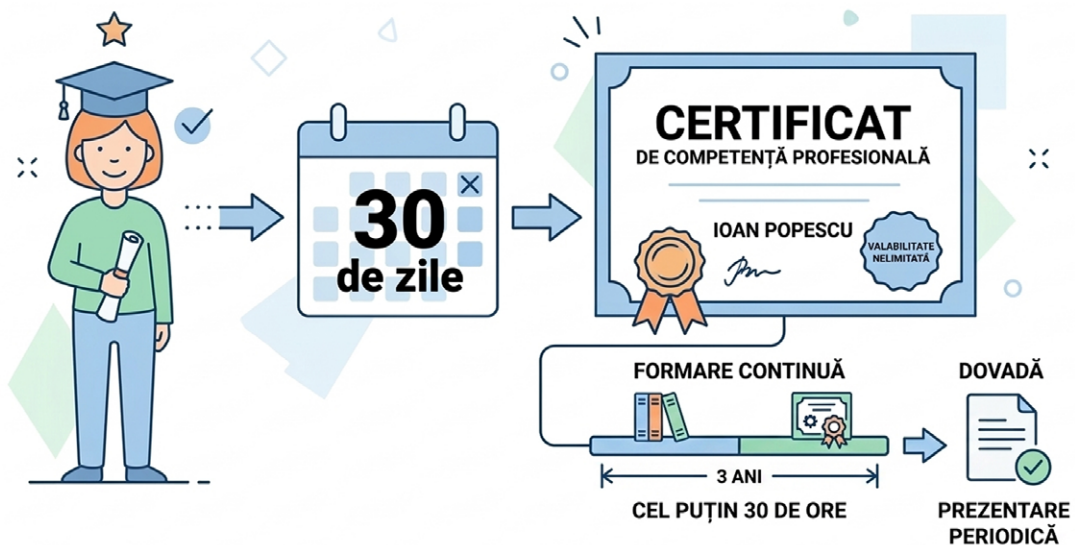 30
de zile
CERTIFICAT
DE COMPETENȚĂ PROFESIONALĂ
IOAN POPESCU
VALABILITATE
NELIMITATĂ
FORMARE CONTINUĂ
3 ANI
CEL PUȚIN 30 DE ORE
DOVADĂ
PREZENTARE
PERIODICĂ